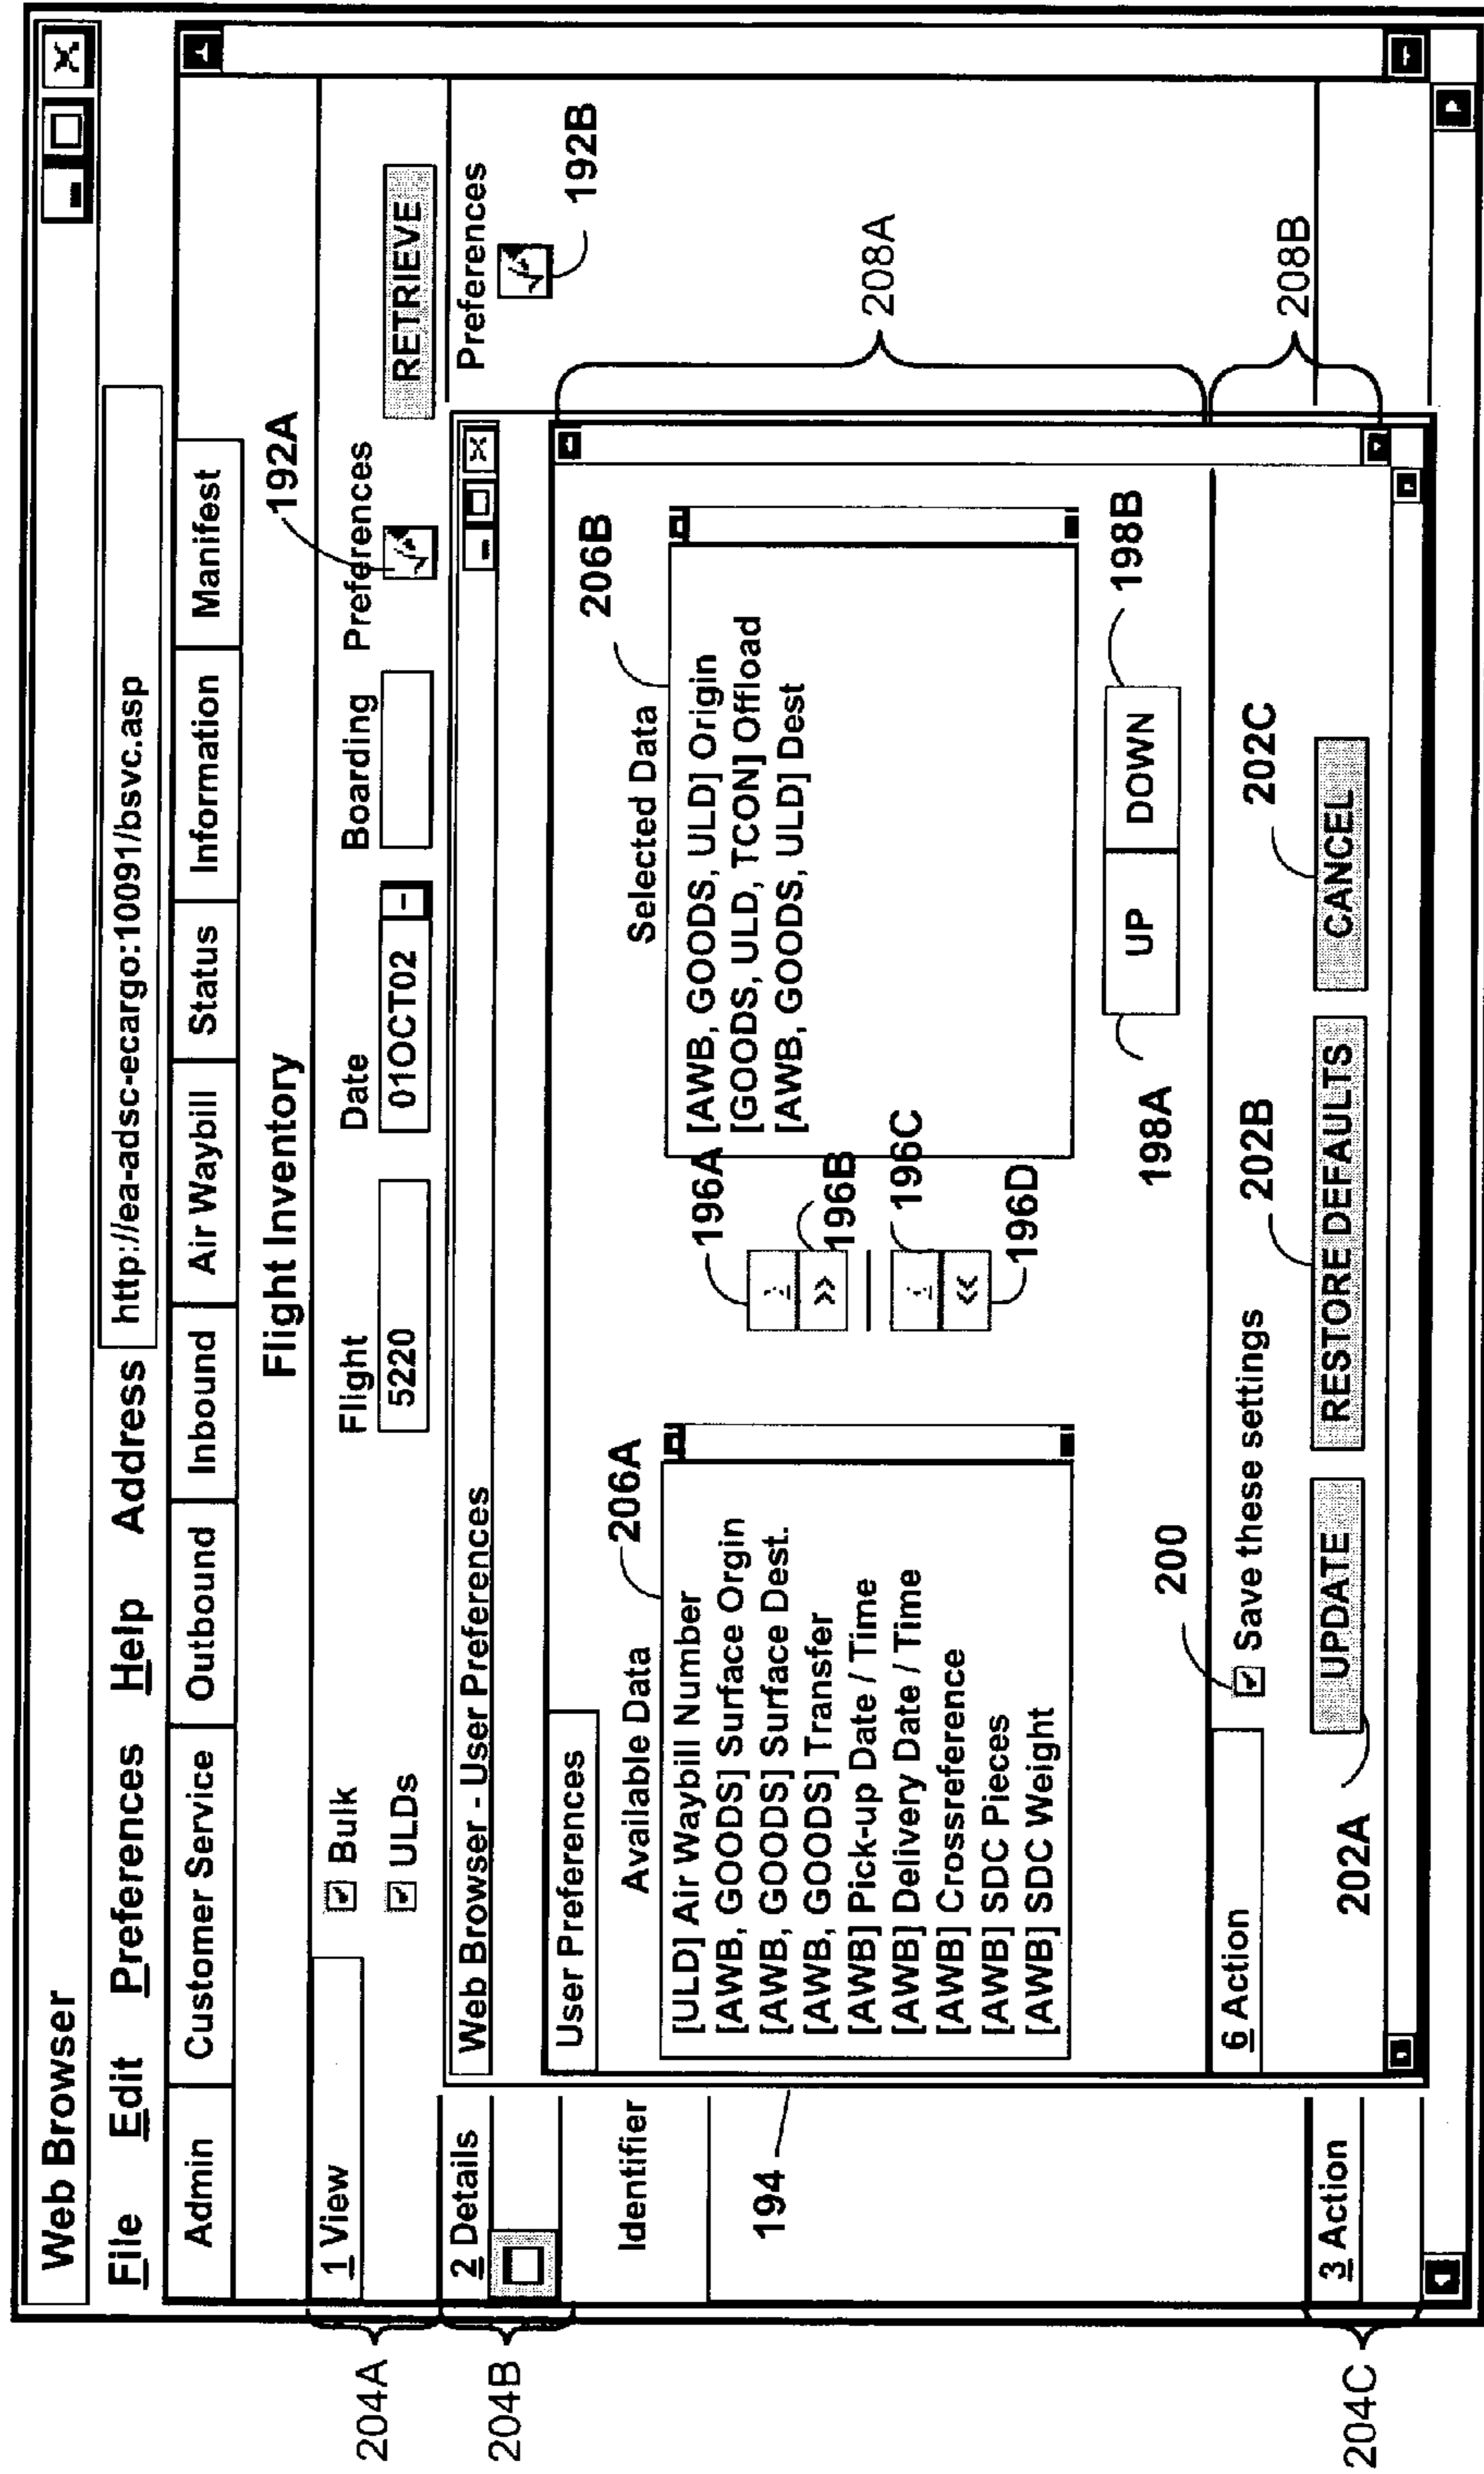 Web Browser
File Edit Preferences Help Address http://ea-adsc-ecargo:10091/bsvc.asp
Admin Customer Service Outbound Inbound Air Waybill Status Information Manifest
Flight Inventory
192A
204A
1 View
Bulk
ULDs
Flight Date Boarding Preferences
5220 01OCT02 RETRIEVE
204B
2 Details
Preferences
192B
Identifier
Web Browser - User Preferences
User Preferences
Available Data
206A
Selected Data
206B
[ULD] Air Waybill Number
[AWB, GOODS] Surface Orgin
[AWB, GOODS] Surface Dest.
[AWB, GOODS] Transfer
[AWB] Pick-up Date / Time
[AWB] Delivery Date / Time
[AWB] Crossreference
[AWB] SDC Pieces
[AWB] SDC Weight
196A
>>
196B
196C
<<
196D
[AWB, GOODS, ULD] Origin
[GOODS, ULD, TCON] Offload
[AWB, GOODS, ULD] Dest
208A
194
198A
UP DOWN
198B
208B
6 Action
200
Save these settings
202B
202C
UPDATE RESTORE DEFAULTS CANCEL
202A
3 Action
204C